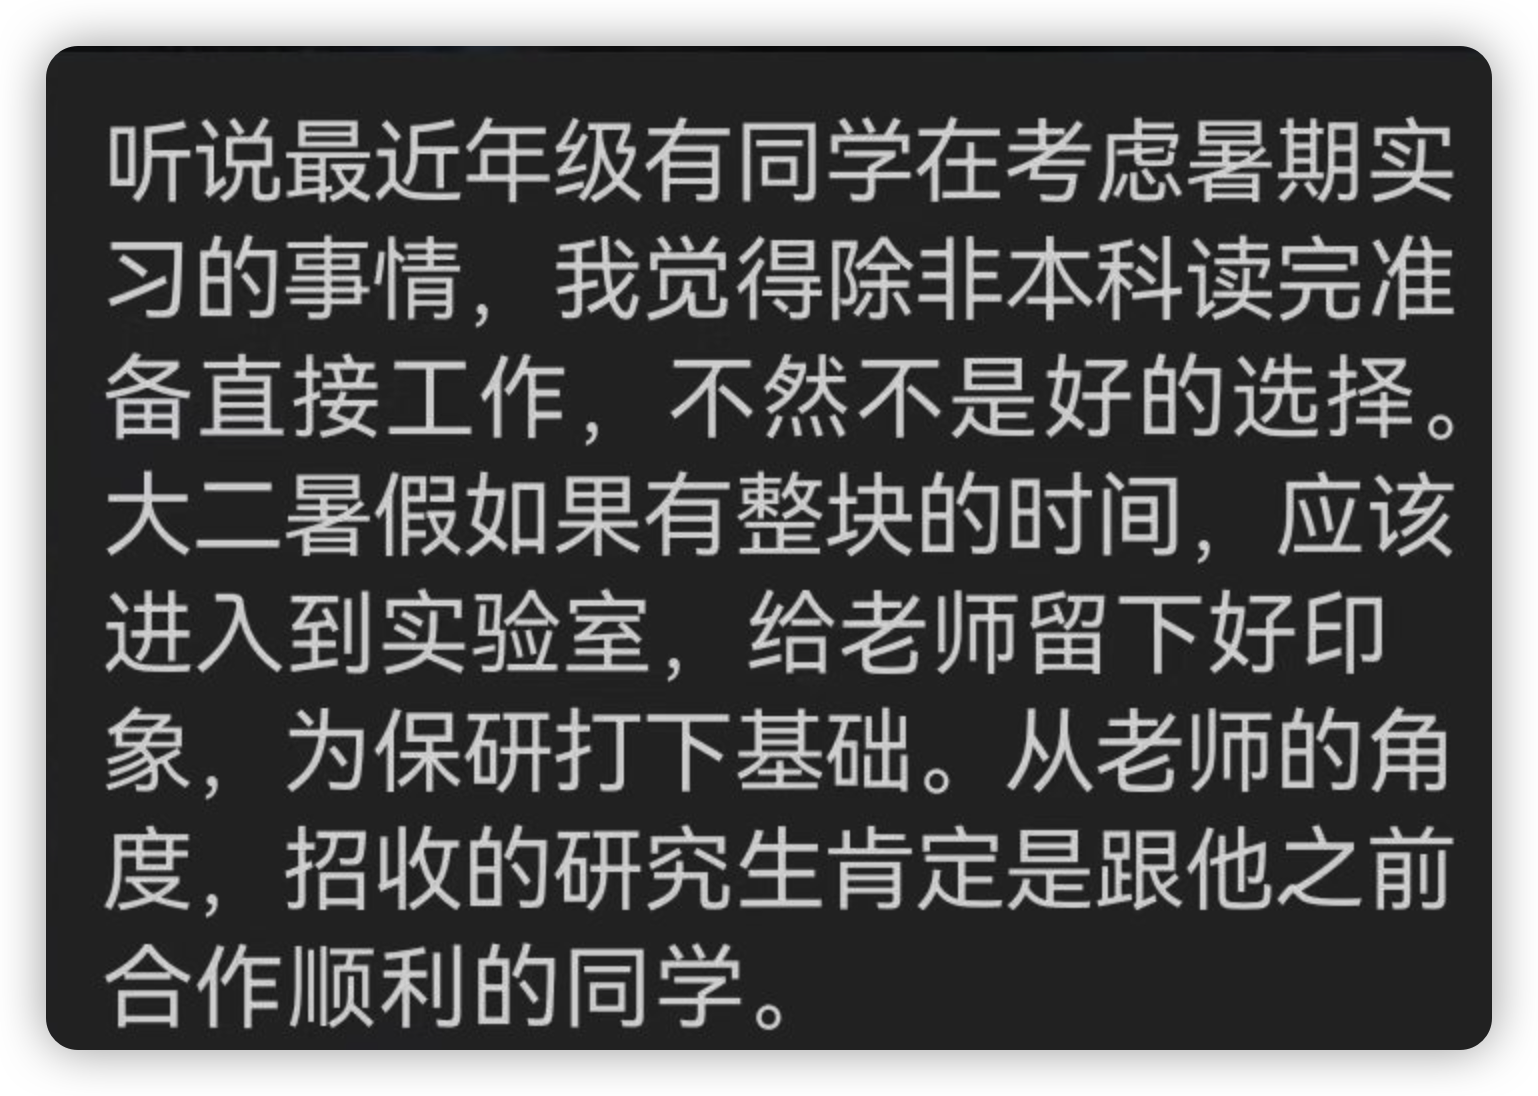 听说最近年级有同学在考虑暑期实
习的事情，我觉得除非本科读完准
备直接工作，不然不是好的选择。
大二暑假如果有整块的时间，应该
进入到实验室，给老师留下好印
象，为保研打下基础。从老师的角
度，招收的研究生肯定是跟他之前
合作顺利的同学。